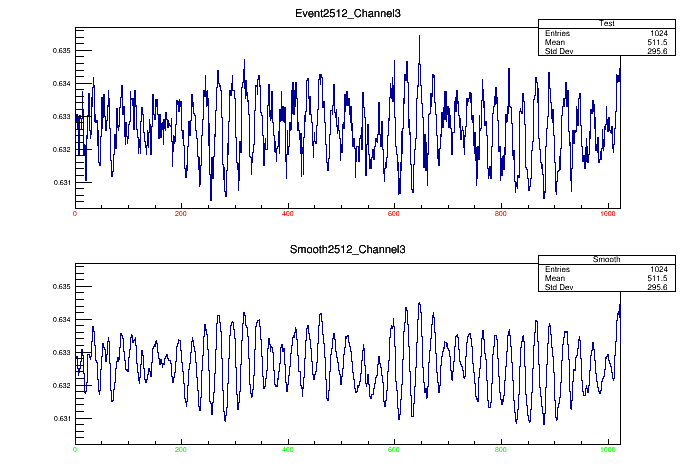 Event2512_Channel3
Test
Entries 1024
Mean 511.5
Std Dev 295.6
0.635
0.634
0.633
0.632
0.631
0 200 400 600 800 1000
Smooth2512_Channel3
Smooth
Entries 1024
Mean 511.5
Std Dev 295.6
0.635
0.634
0.633
0.632
0.631
0 200 400 600 800 1000